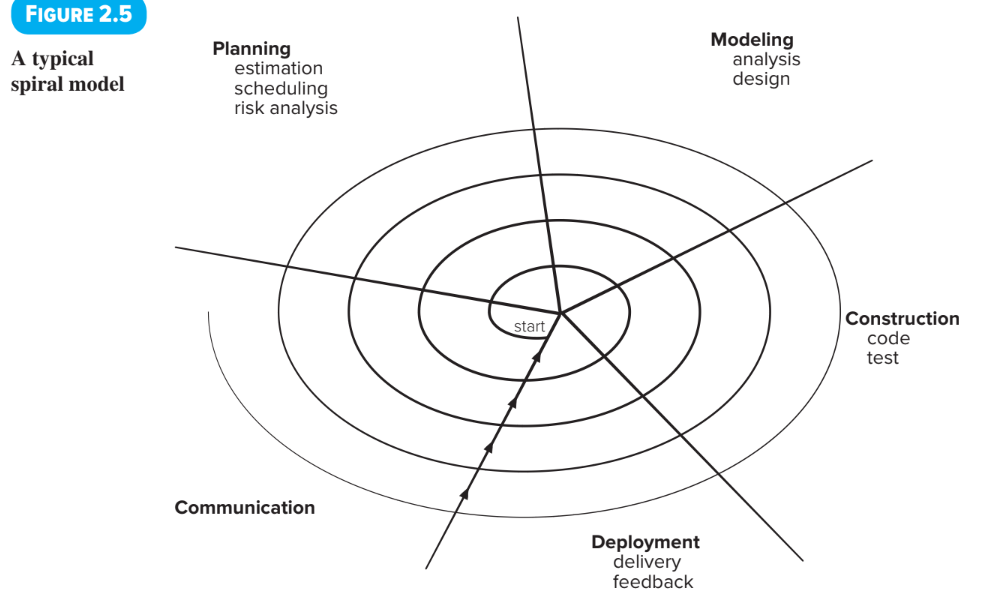 FIGURE 2.5
A typical
spiral model
Planning
estimation
scheduling
risk analysis
Modeling
analysis
design
start
Construction
code
test
Communication
Deployment
delivery
feedback